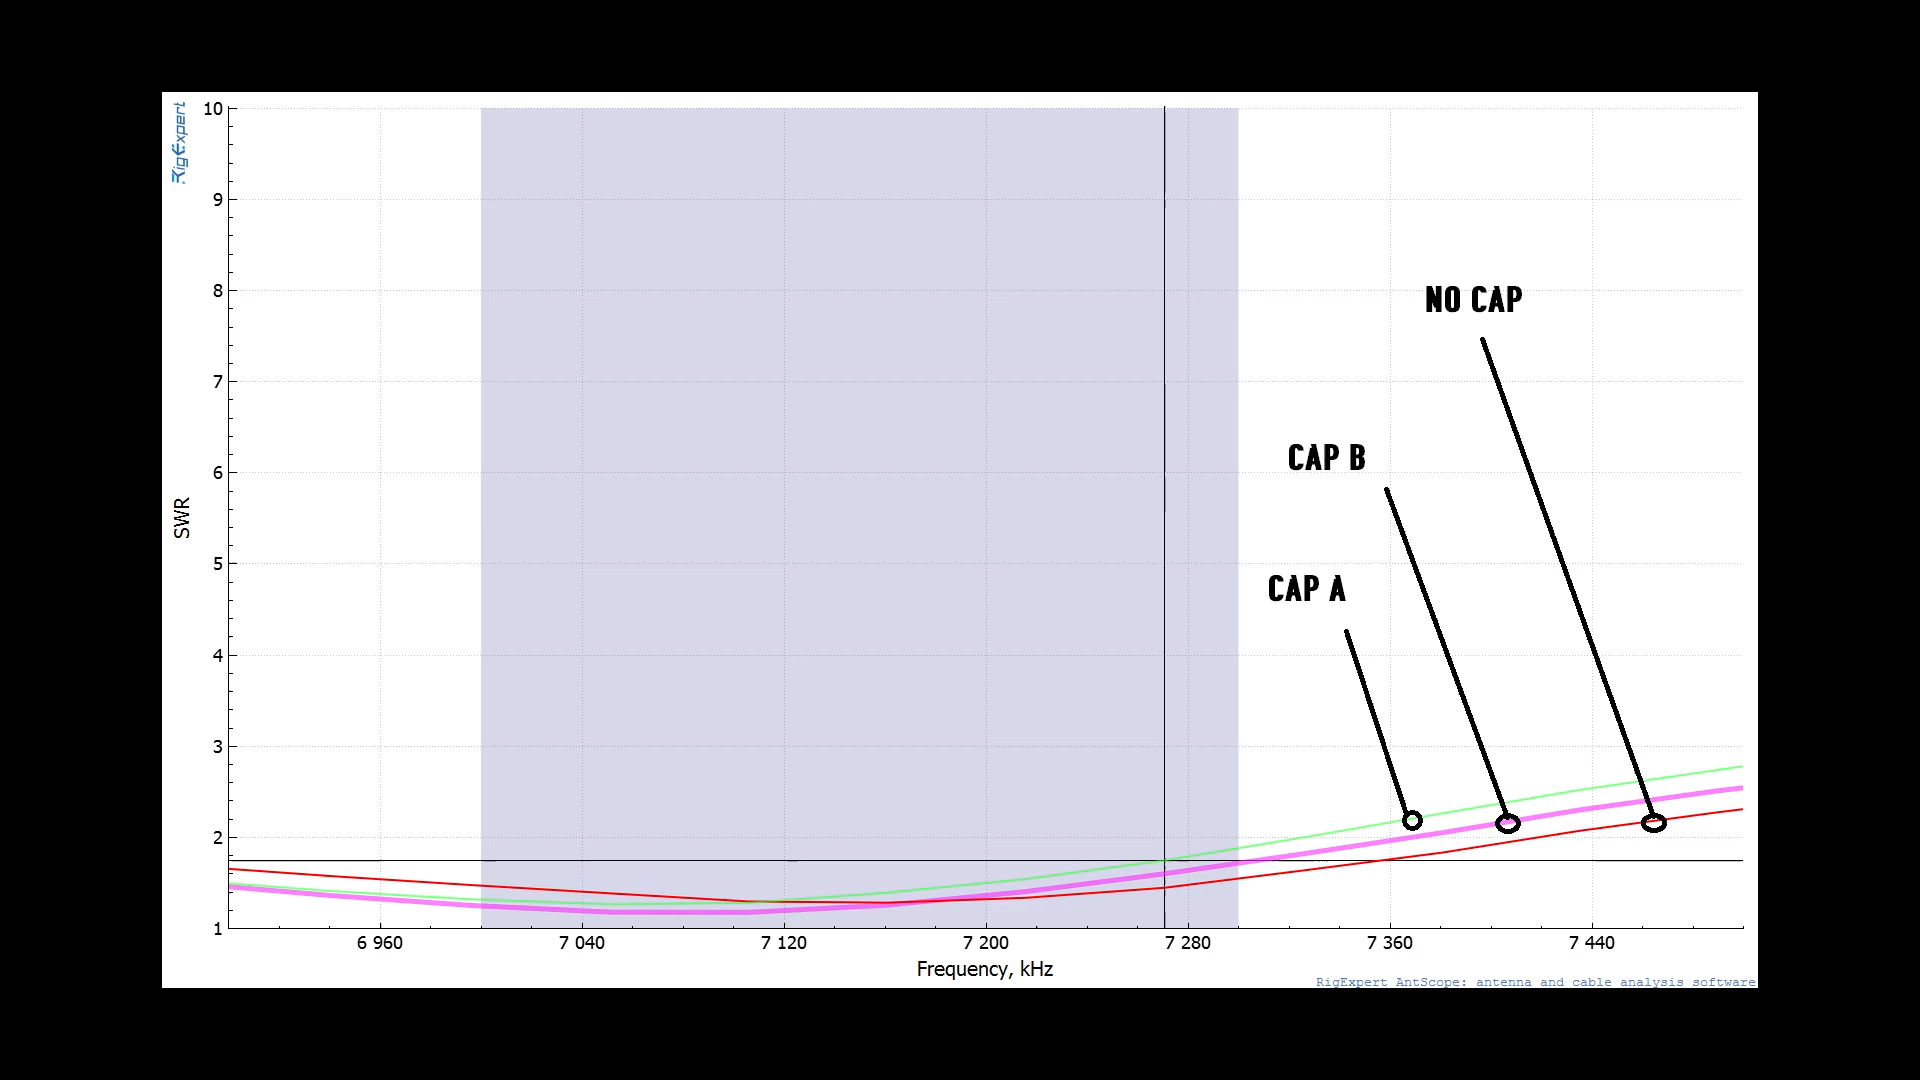 RigExpert
10
9
8
7
6
5
4
3
2
1
SWR
NO CAP
CAP B
CAP A
6 960
7 040
7 120
7 200
7 280
7 360
7 440
Frequency, kHz
RigExpert AntScope: antenna and cable analysis software